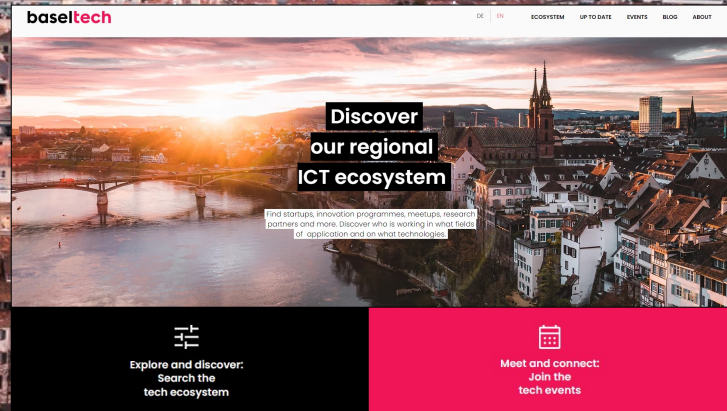 baseltech
DE EN
ECOSYSTEM UP TO DATE EVENTS BLOG ABOUT
Discover
our regional
ICT ecosystem
Find startups, innovation programmes, meetups, research
partners and more. Discover who is working in what fields
of application and on what technologies.
Explore and discover:
Search the
tech ecosystem
Meet and connect:
Join the
tech events